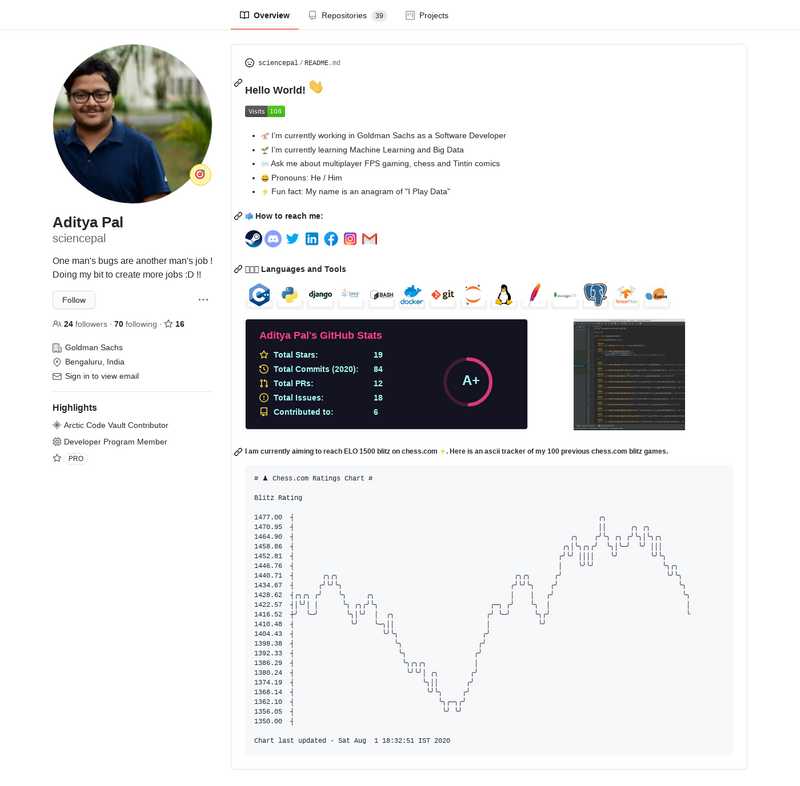 Overview
Repositories 39
Projects
Aditya Pal
sciencepal
One man's bugs are another man's job !
Doing my bit to create more jobs :D !!
Follow
24 followers · 70 following · 16
Goldman Sachs
Bengaluru, India
Sign in to view email
Highlights
Arctic Code Vault Contributor
Developer Program Member
PRO
sciencepal / README.md
Hello World! 👋
Visits 108
I'm currently working in Goldman Sachs as a Software Developer
I'm currently learning Machine Learning and Big Data
Ask me about multiplayer FPS gaming, chess and Tintin comics
Pronouns: He / Him
Fun fact: My name is an anagram of "I Play Data"
How to reach me:
Languages and Tools
django
BASH
docker
git
Aditya Pal's GitHub Stats
Total Stars: 19
Total Commits (2020): 84
Total PRs: 12
Total Issues: 18
Contributed to: 6
A+
I am currently aiming to reach ELO 1500 blitz on chess.com ⚡. Here is an ascii tracker of my 100 previous chess.com blitz games.
# ♟ Chess.com Ratings Chart #
Blitz Rating
1477.00
1470.95
1464.90
1458.86
1452.81
1446.76
1440.71
1434.67
1428.62
1422.57
1416.52
1410.48
1404.43
1398.38
1392.33
1386.29
1380.24
1374.19
1368.14
1362.10
1356.05
1350.00
Chart last updated - Sat Aug 1 18:32:51 IST 2020